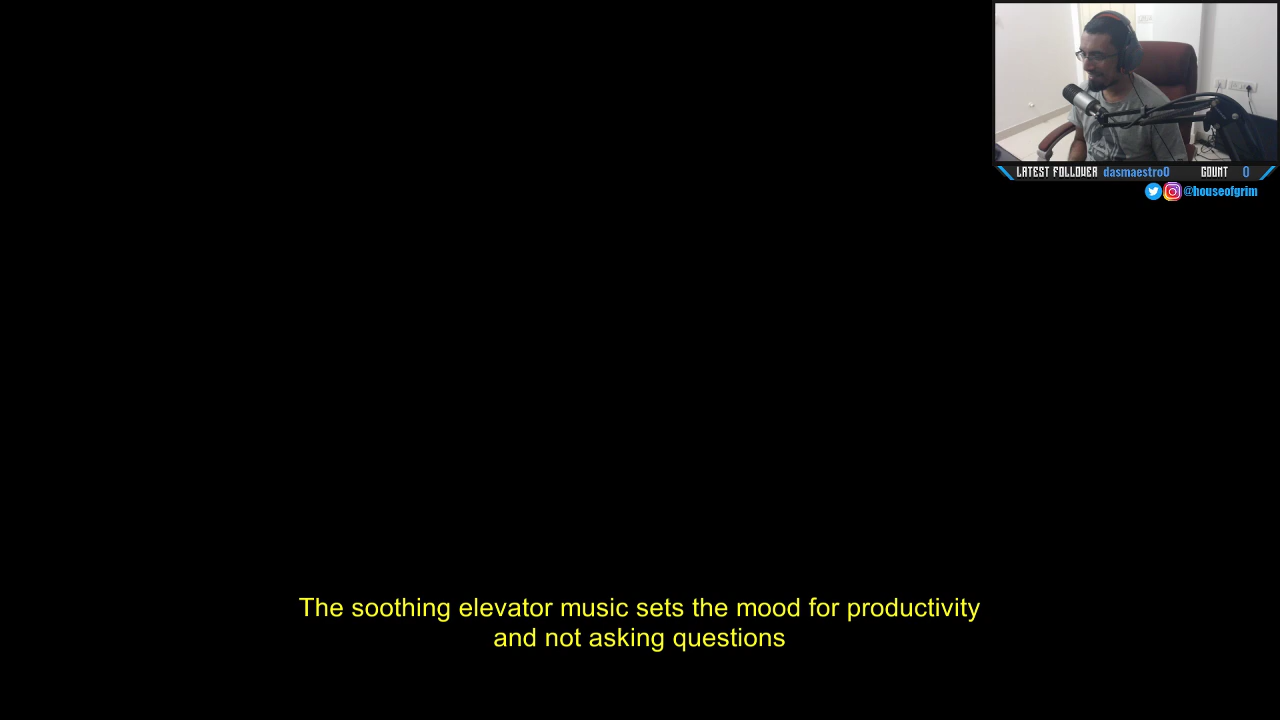 LATEST FOLLOWER dasmaestro0 COUNT 0
@houseofgrim
The soothing elevator music sets the mood for productivity
and not asking questions